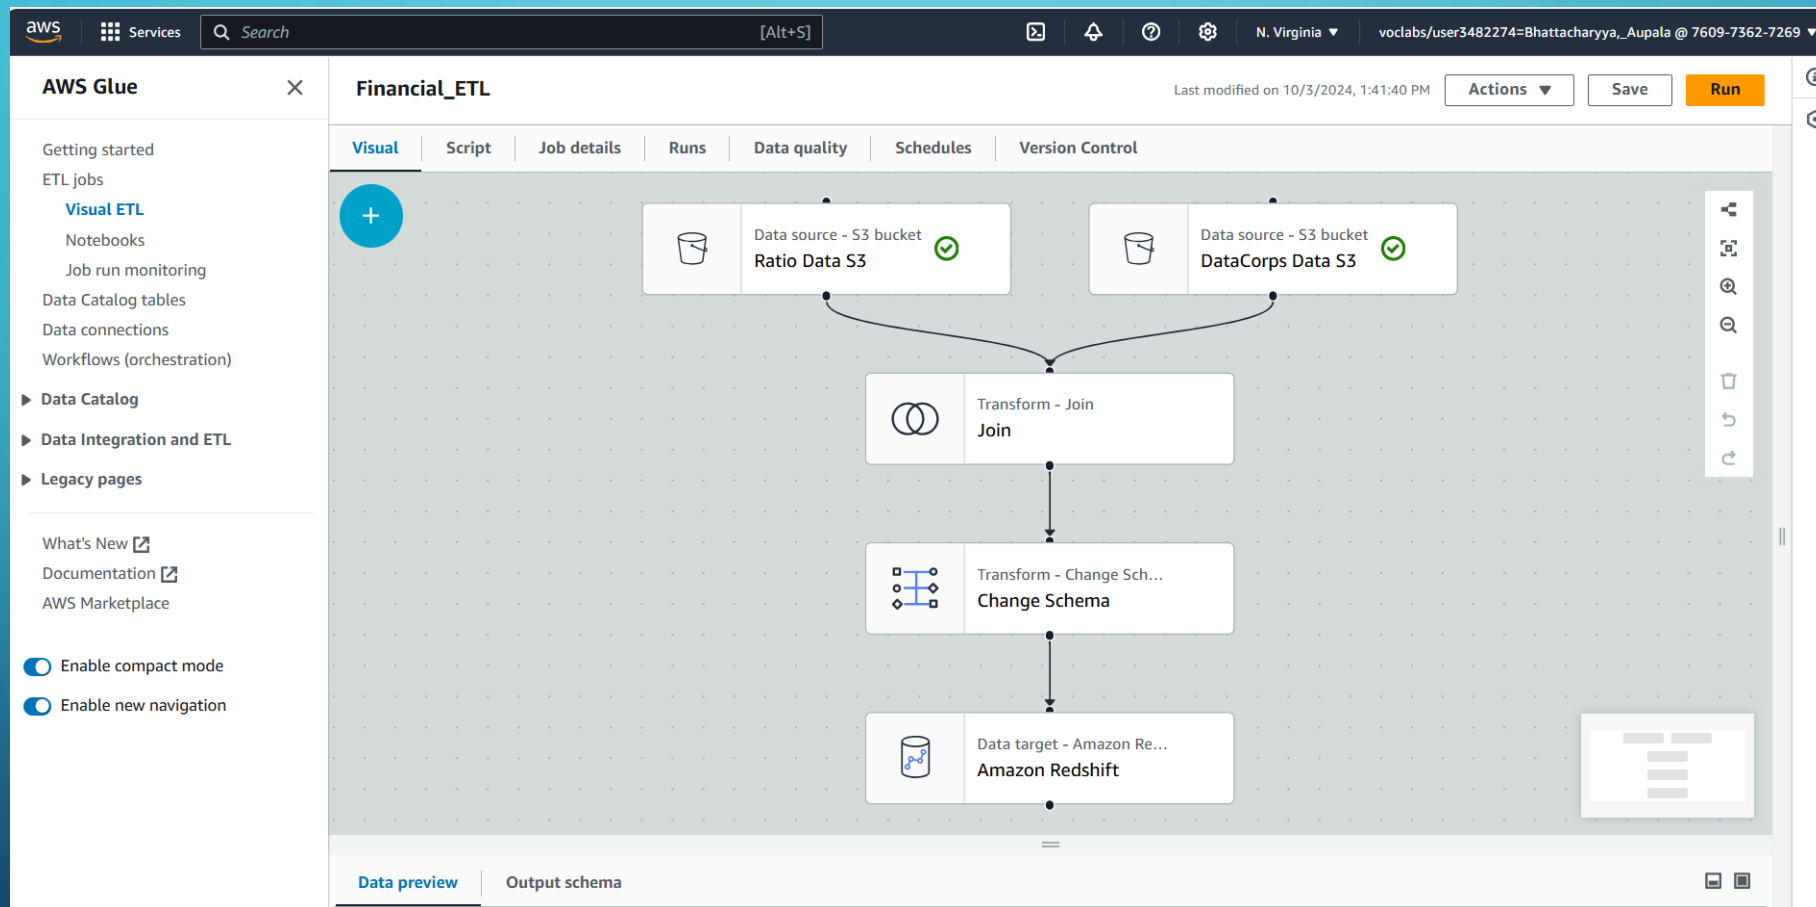 aws
Services
Search
[Alt+S]
N. Virginia
voclabs/user3482274=Bhattacharyya,_Aupala @ 7609-7362-7269
AWS Glue
Getting started
ETL jobs
Visual ETL
Notebooks
Job run monitoring
Data Catalog tables
Data connections
Workflows (orchestration)
Data Catalog
Data Integration and ETL
Legacy pages
What's New
Documentation
AWS Marketplace
Enable compact mode
Enable new navigation
Financial_ETL
Last modified on 10/3/2024, 1:41:40 PM
Actions
Save
Run
Visual
Script
Job details
Runs
Data quality
Schedules
Version Control
Data source - S3 bucket
Ratio Data S3
Data source - S3 bucket
DataCorps Data S3
Transform - Join
Join
Transform - Change Sch...
Change Schema
Data target - Amazon Re...
Amazon Redshift
Data preview
Output schema